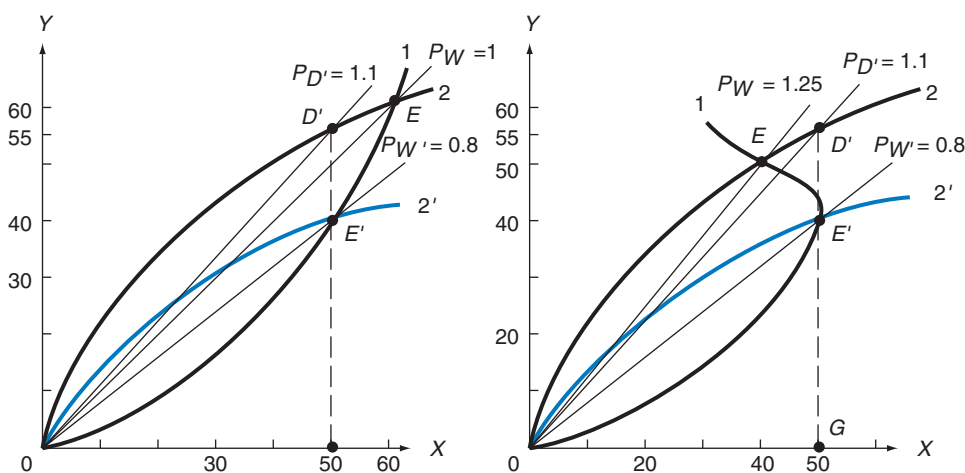 Y
1
P_W = 1
P_D' = 1.1
2
60
55
D'
E
P_W' = 0.8
40
2'
E'
30
0
30
50
60
X
Y
P_D' = 1.1
P_W = 1.25
1
2
60
55
E
D'
P_W' = 0.8
50
40
2'
E'
20
G
0
20
40
50
X